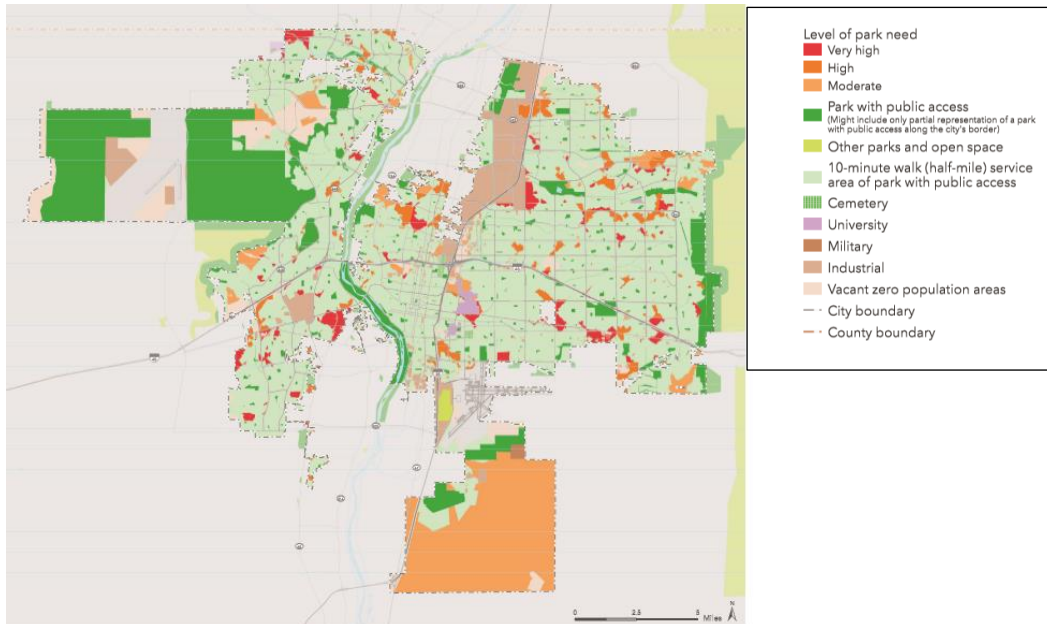 Level of park need
Very high
High
Moderate
Park with public access
(Might include only partial representation of a park
with public access along the city's border)
Other parks and open space
10-minute walk (half-mile) service
area of park with public access
Cemetery
University
Military
Industrial
Vacant zero population areas
City boundary
County boundary
0 2.5 5
Miles
N